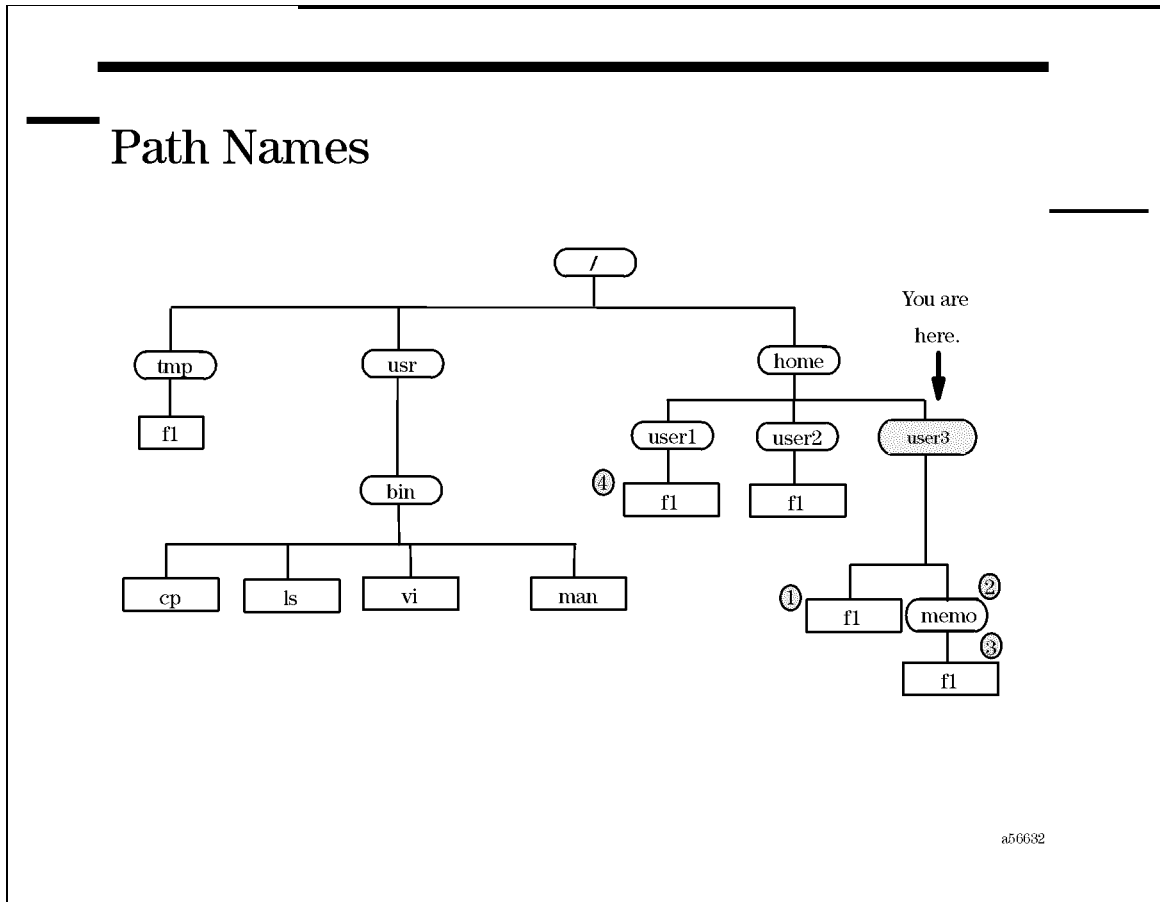 Path Names
/
You are
here.
tmp
usr
home
f1
user1
user2
user3
4
f1
f1
bin
cp
ls
vi
man
1
f1
2
memo
3
f1
a56632